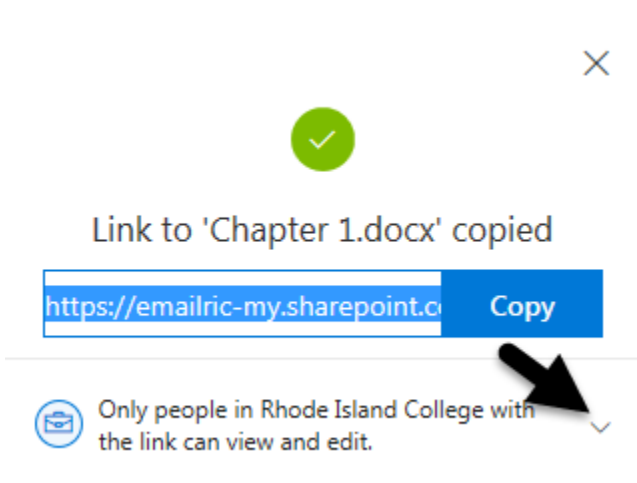 Link to 'Chapter 1.docx' copied
https://emailric-my.sharepoint.c
Copy
Only people in Rhode Island College with
the link can view and edit.